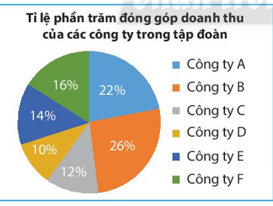 Tỉ lệ phần trăm đóng góp doanh thu
của các công ty trong tập đoàn
16%
22%
14%
10%
12%
26%
Công ty A
Công ty B
Công ty C
Công ty D
Công ty E
Công ty F